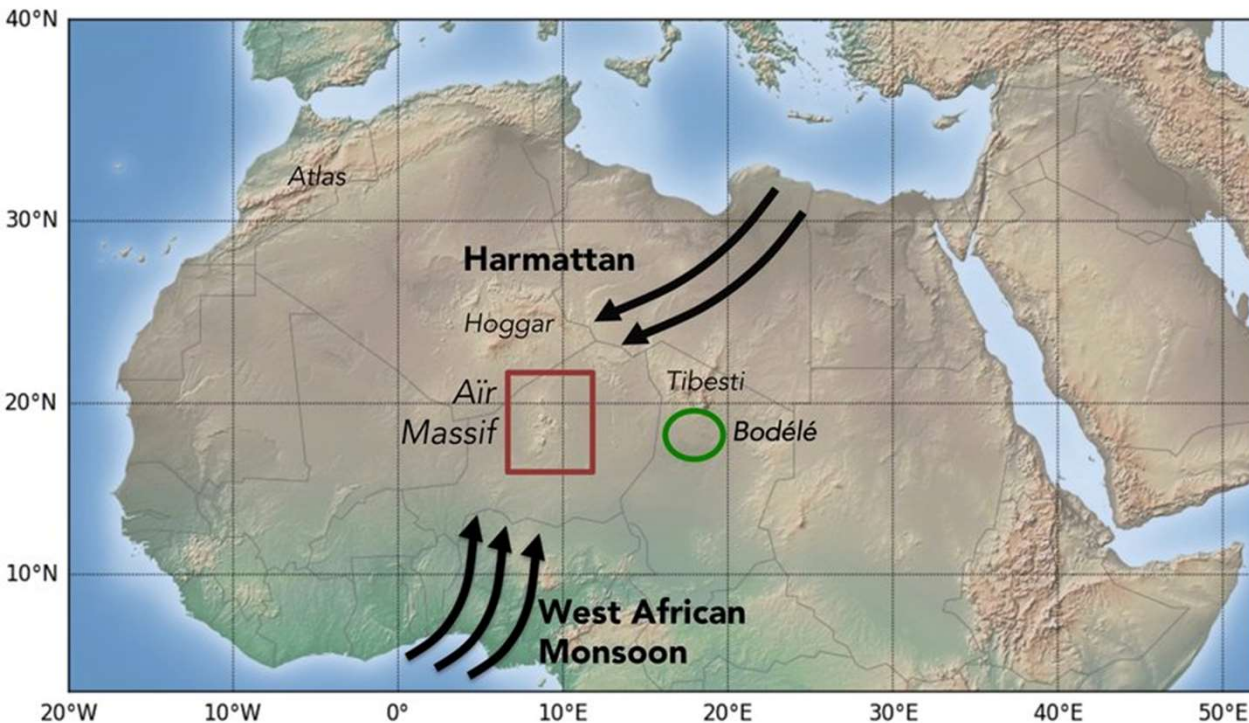 40°N
Atlas
30°N
Harmattan
Hoggar
Tibesti
Aïr
Massif
20°N
Bodélé
10°N
West African
Monsoon
20°W 10°W 0° 10°E 20°E 30°E 40°E 50°E